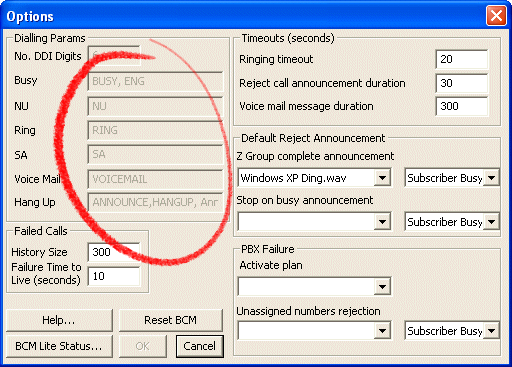 Options
Dialling Params
No. DDI Digits
Busy BUSY, ENG
NU NU
Ring RING
SA SA
Voice Mail VOICEMAIL
Hang Up ANNOUNCE,HANGUP, Anr
Failed Calls
History Size 300
Failure Time to
Live (seconds) 10
Help... Reset BCM
BCM Lite Status... OK Cancel
Timeouts (seconds)
Ringing timeout 20
Reject call announcement duration 30
Voice mail message duration 300
Default Reject Announcement
Z Group complete announcement
Windows XP Ding.wav Subscriber Busy
Stop on busy announcement
Subscriber Busy
PBX Failure
Activate plan
Unassigned numbers rejection
Subscriber Busy